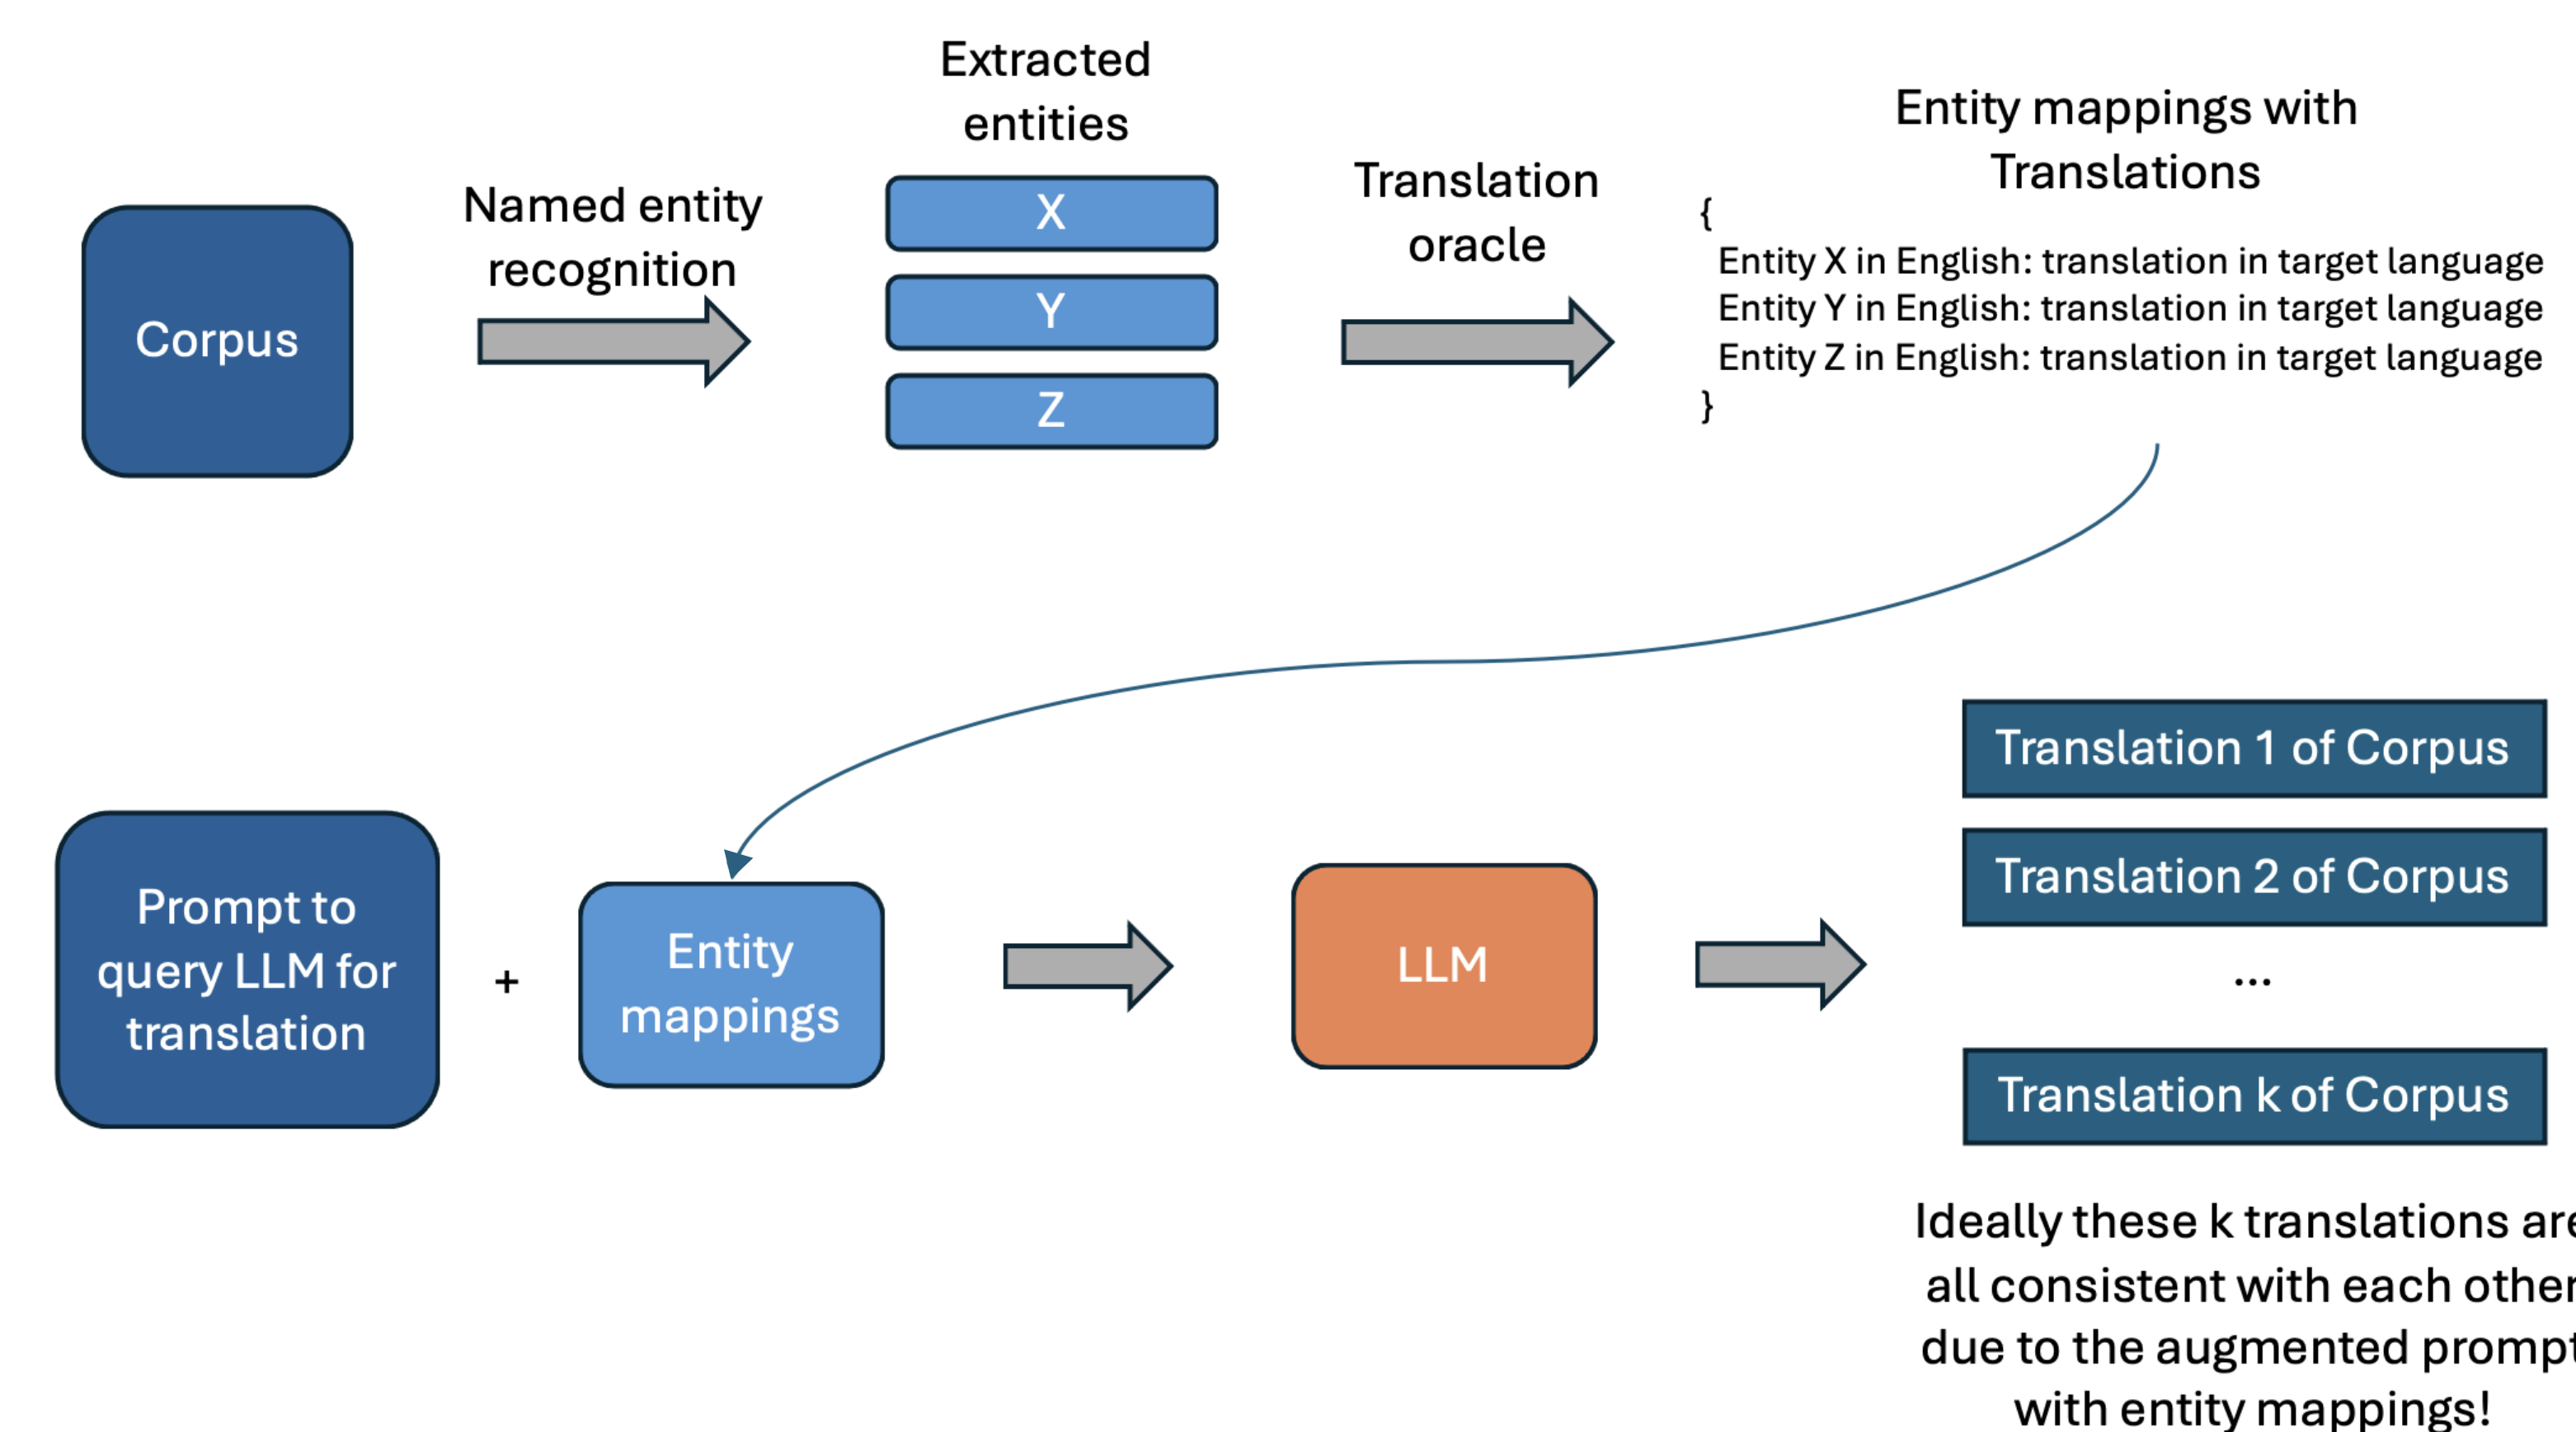 Extracted
entities
Entity mappings with
Translations
Named entity
recognition
Translation
oracle
Corpus
X
Y
Z
{
Entity X in English: translation in target language
Entity Y in English: translation in target language
Entity Z in English: translation in target language
}
Prompt to
query LLM for
translation
+
Entity
mappings
LLM
Translation 1 of Corpus
Translation 2 of Corpus
...
Translation k of Corpus
Ideally these k translations are
all consistent with each other
due to the augmented prompt
with entity mappings!